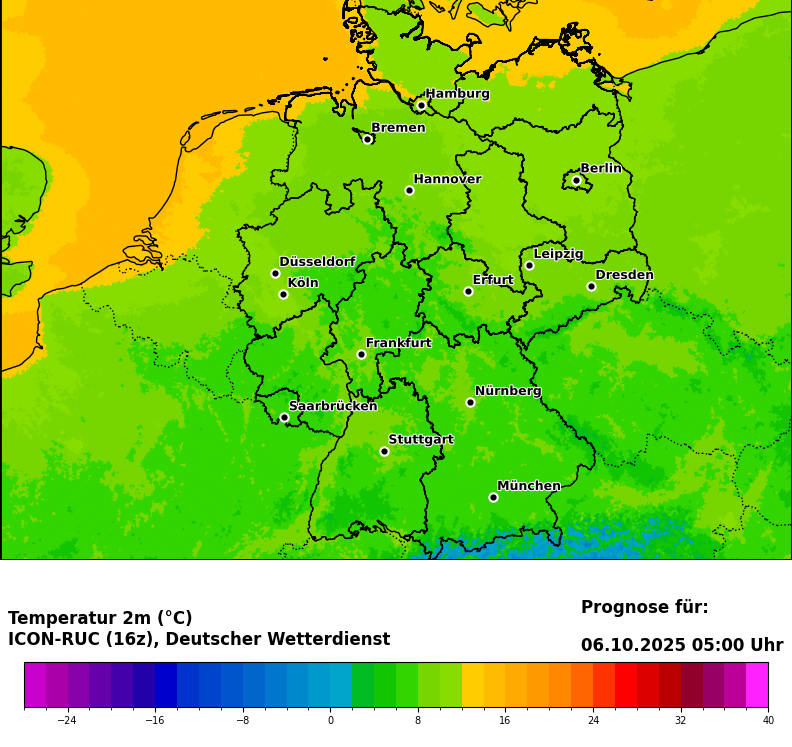 Hamburg
Bremen
Berlin
Hannover
Leipzig
Düsseldorf
Dresden
Köln
Erfurt
Frankfurt
Nürnberg
Saarbrücken
Stuttgart
München
Temperatur 2m (°C)
ICON-RUC (16z), Deutscher Wetterdienst
Prognose für:
06.10.2025 05:00 Uhr
−24 −16 −8 0 8 16 24 32 40